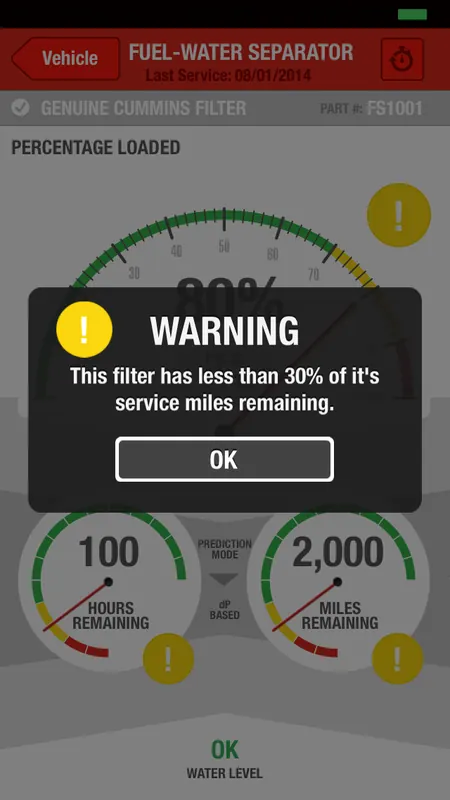 Vehicle
FUEL-WATER SEPARATOR
Last Service: 08/01/2014
GENUINE CUMMINS FILTER
PART #: FS1001
PERCENTAGE LOADED
!
30
40
50
60
70
80%
!
WARNING
This filter has less than 30% of it's
service miles remaining.
OK
100
HOURS
REMAINING
!
PREDICTION
MODE
dP
BASED
2,000
MILES
REMAINING
!
OK
WATER LEVEL